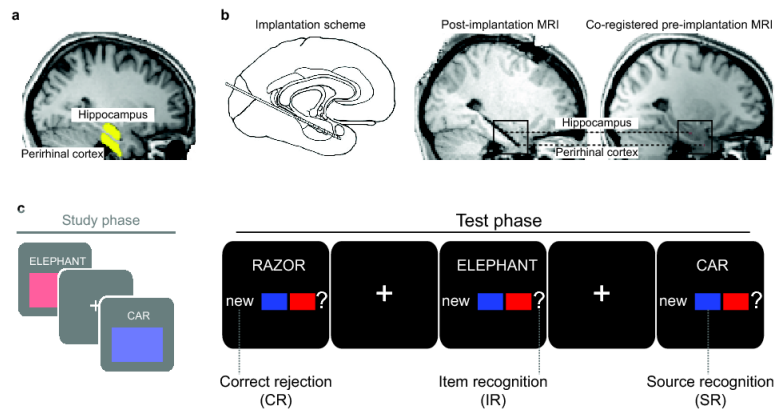 a
Hippocampus
Perirhinal cortex
b
Implantation scheme
Post-implantation MRI
Co-registered pre-implantation MRI
Hippocampus
Perirhinal cortex
c
Study phase
ELEPHANT
+
CAR
Test phase
RAZOR
new ?
+
ELEPHANT
new ?
+
CAR
new ?
Correct rejection
(CR)
Item recognition
(IR)
Source recognition
(SR)